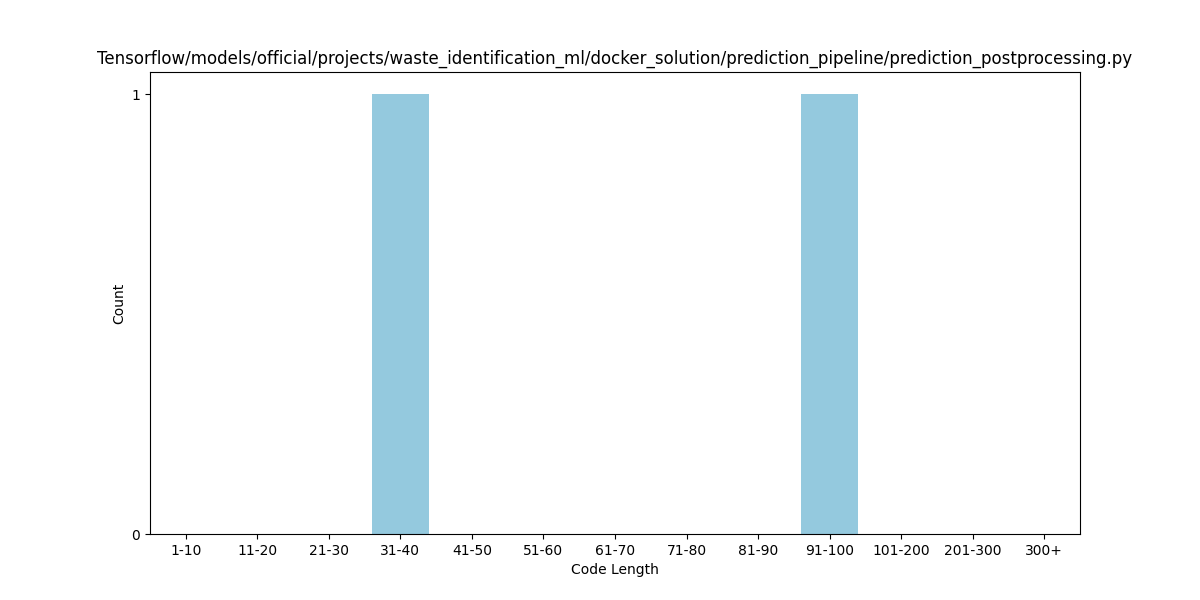 Tensorflow/models/official/projects/waste_identification_ml/docker_solution/prediction_pipeline/prediction_postprocessing.py
1
Count
0
1-10 11-20 21-30 31-40 41-50 51-60 61-70 71-80 81-90 91-100 101-200 201-300 300+
Code Length